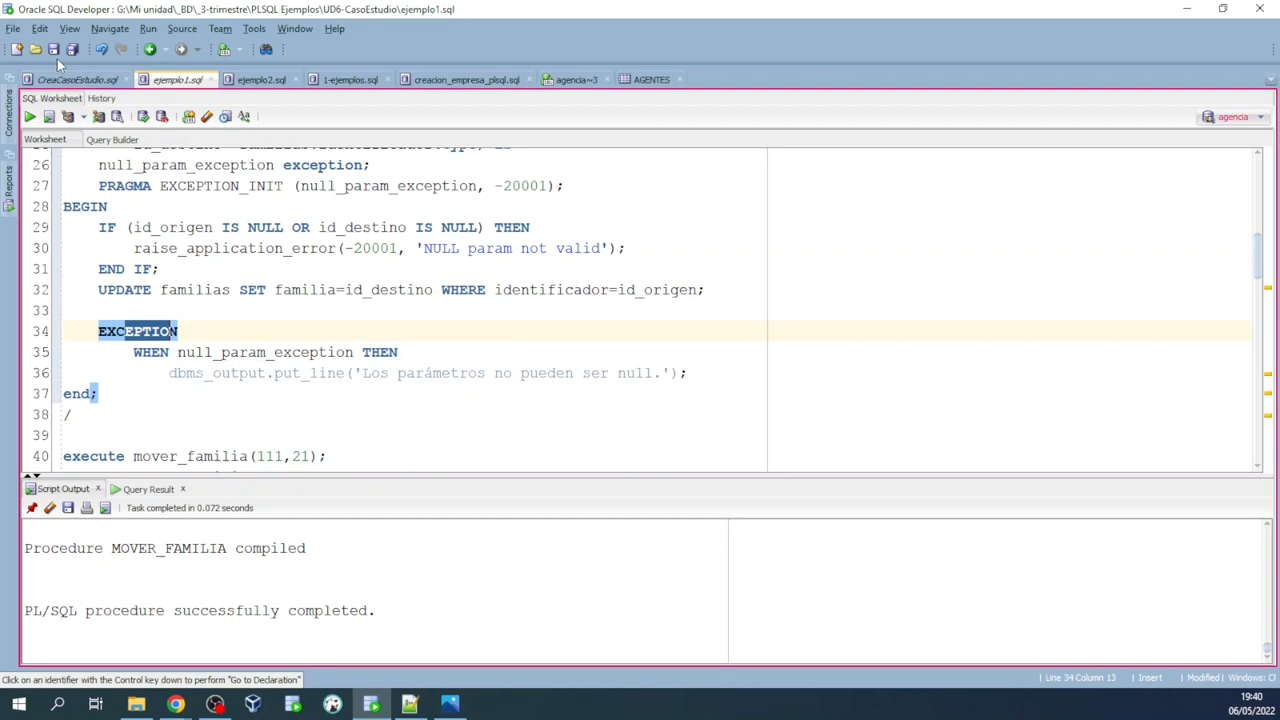 Oracle SQL Developer : G:\Mi unidad\_BD\_3-trimestre\PLSQL Ejemplos\UD6-CasoEstudio\ejemplo1.sql
File Edit View Navigate Run Source Team Tools Window Help
CreaCasoEstudio.sql ejemplo1.sql ejemplo2.sql 1-ejemplos.sql creacion_empresa_plsql.sql agencia~3 AGENTES
SQL Worksheet History
agencia
Worksheet Query Builder
Connections
Reports
26 null_param_exception exception;
27 PRAGMA EXCEPTION_INIT (null_param_exception, -20001);
28 BEGIN
29 IF (id_origen IS NULL OR id_destino IS NULL) THEN
30 raise_application_error(-20001, 'NULL param not valid');
31 END IF;
32 UPDATE familias SET familia=id_destino WHERE identificador=id_origen;
33
34 EXCEPTION
35 WHEN null_param_exception THEN
36 dbms_output.put_line('Los parámetros no pueden ser null.');
37 end;
38 /
39
40 execute mover_familia(111,21);
Script Output Query Result
Task completed in 0.072 seconds
Procedure MOVER_FAMILIA compiled
PL/SQL procedure successfully completed.
Click on an identifier with the Control key down to perform "Go to Declaration"
Line 34 Column 13 Insert Modified Windows: CF
19:40
06/05/2022